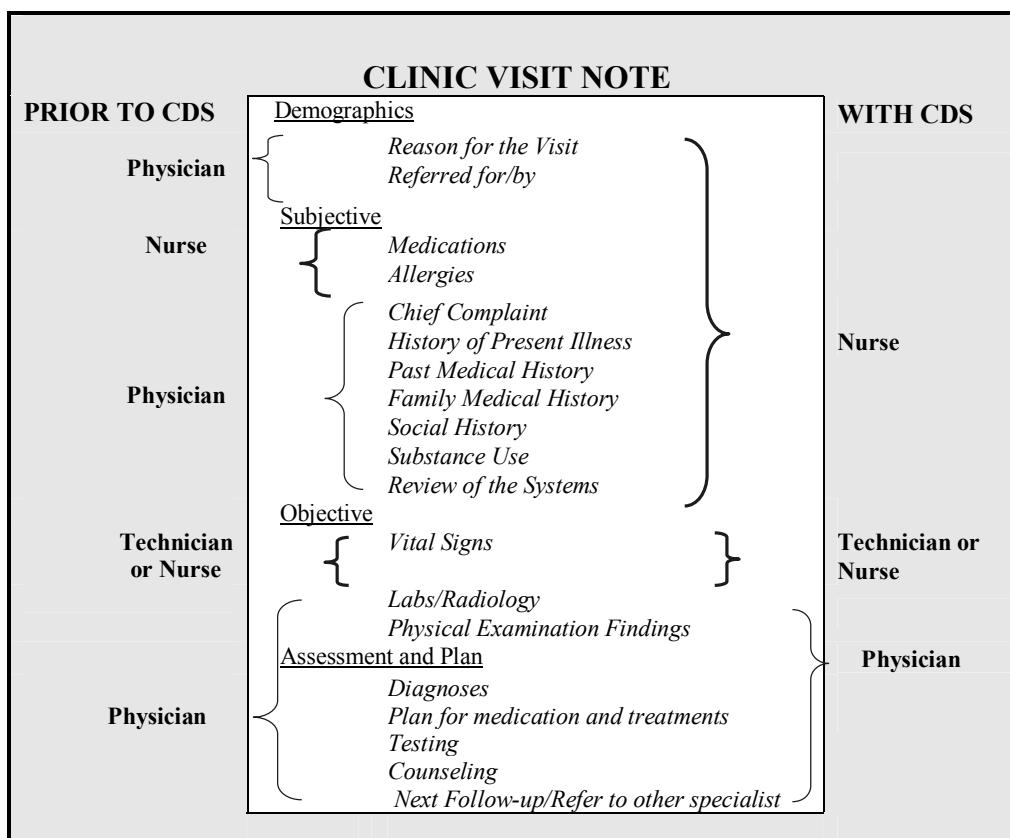 CLINIC VISIT NOTE
PRIOR TO CDS
WITH CDS
Demographics
Physician
Reason for the Visit
Referred for/by
Subjective
Nurse
Medications
Allergies
Physician
Chief Complaint
History of Present Illness
Past Medical History
Family Medical History
Social History
Substance Use
Review of the Systems
Nurse
Objective
Technician
or Nurse
Vital Signs
Technician or
Nurse
Labs/Radiology
Physical Examination Findings
Assessment and Plan
Physician
Physician
Diagnoses
Plan for medication and treatments
Testing
Counseling
Next Follow-up/Refer to other specialist